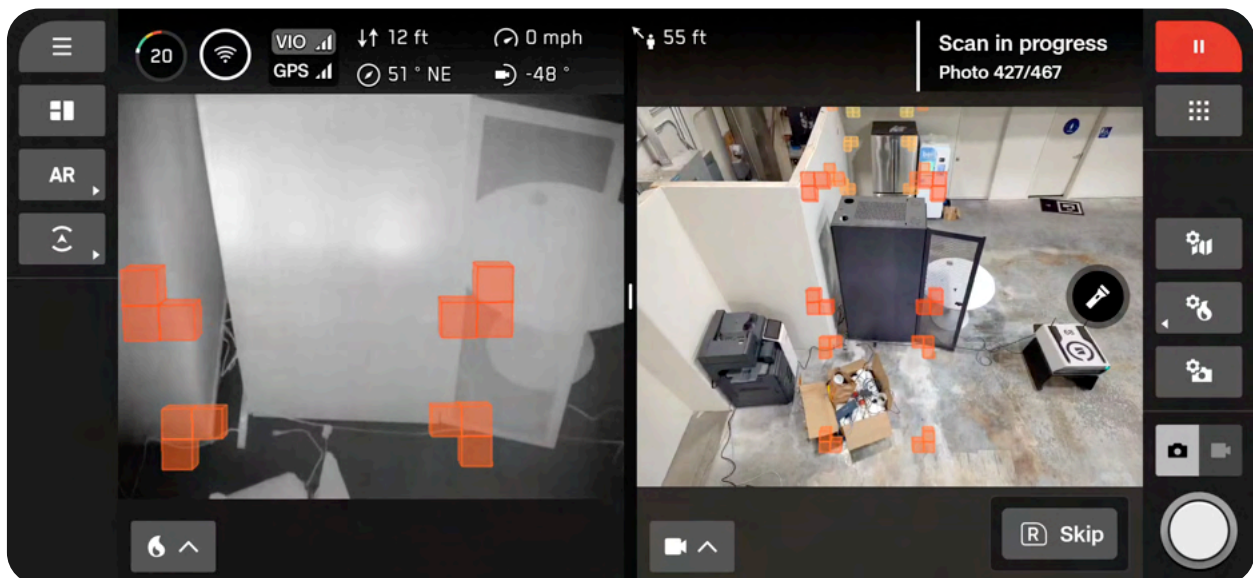 20
VIO
GPS
12 ft
51 ° NE
0 mph
-48 °
55 ft
Scan in progress
Photo 427/467
AR
R Skip